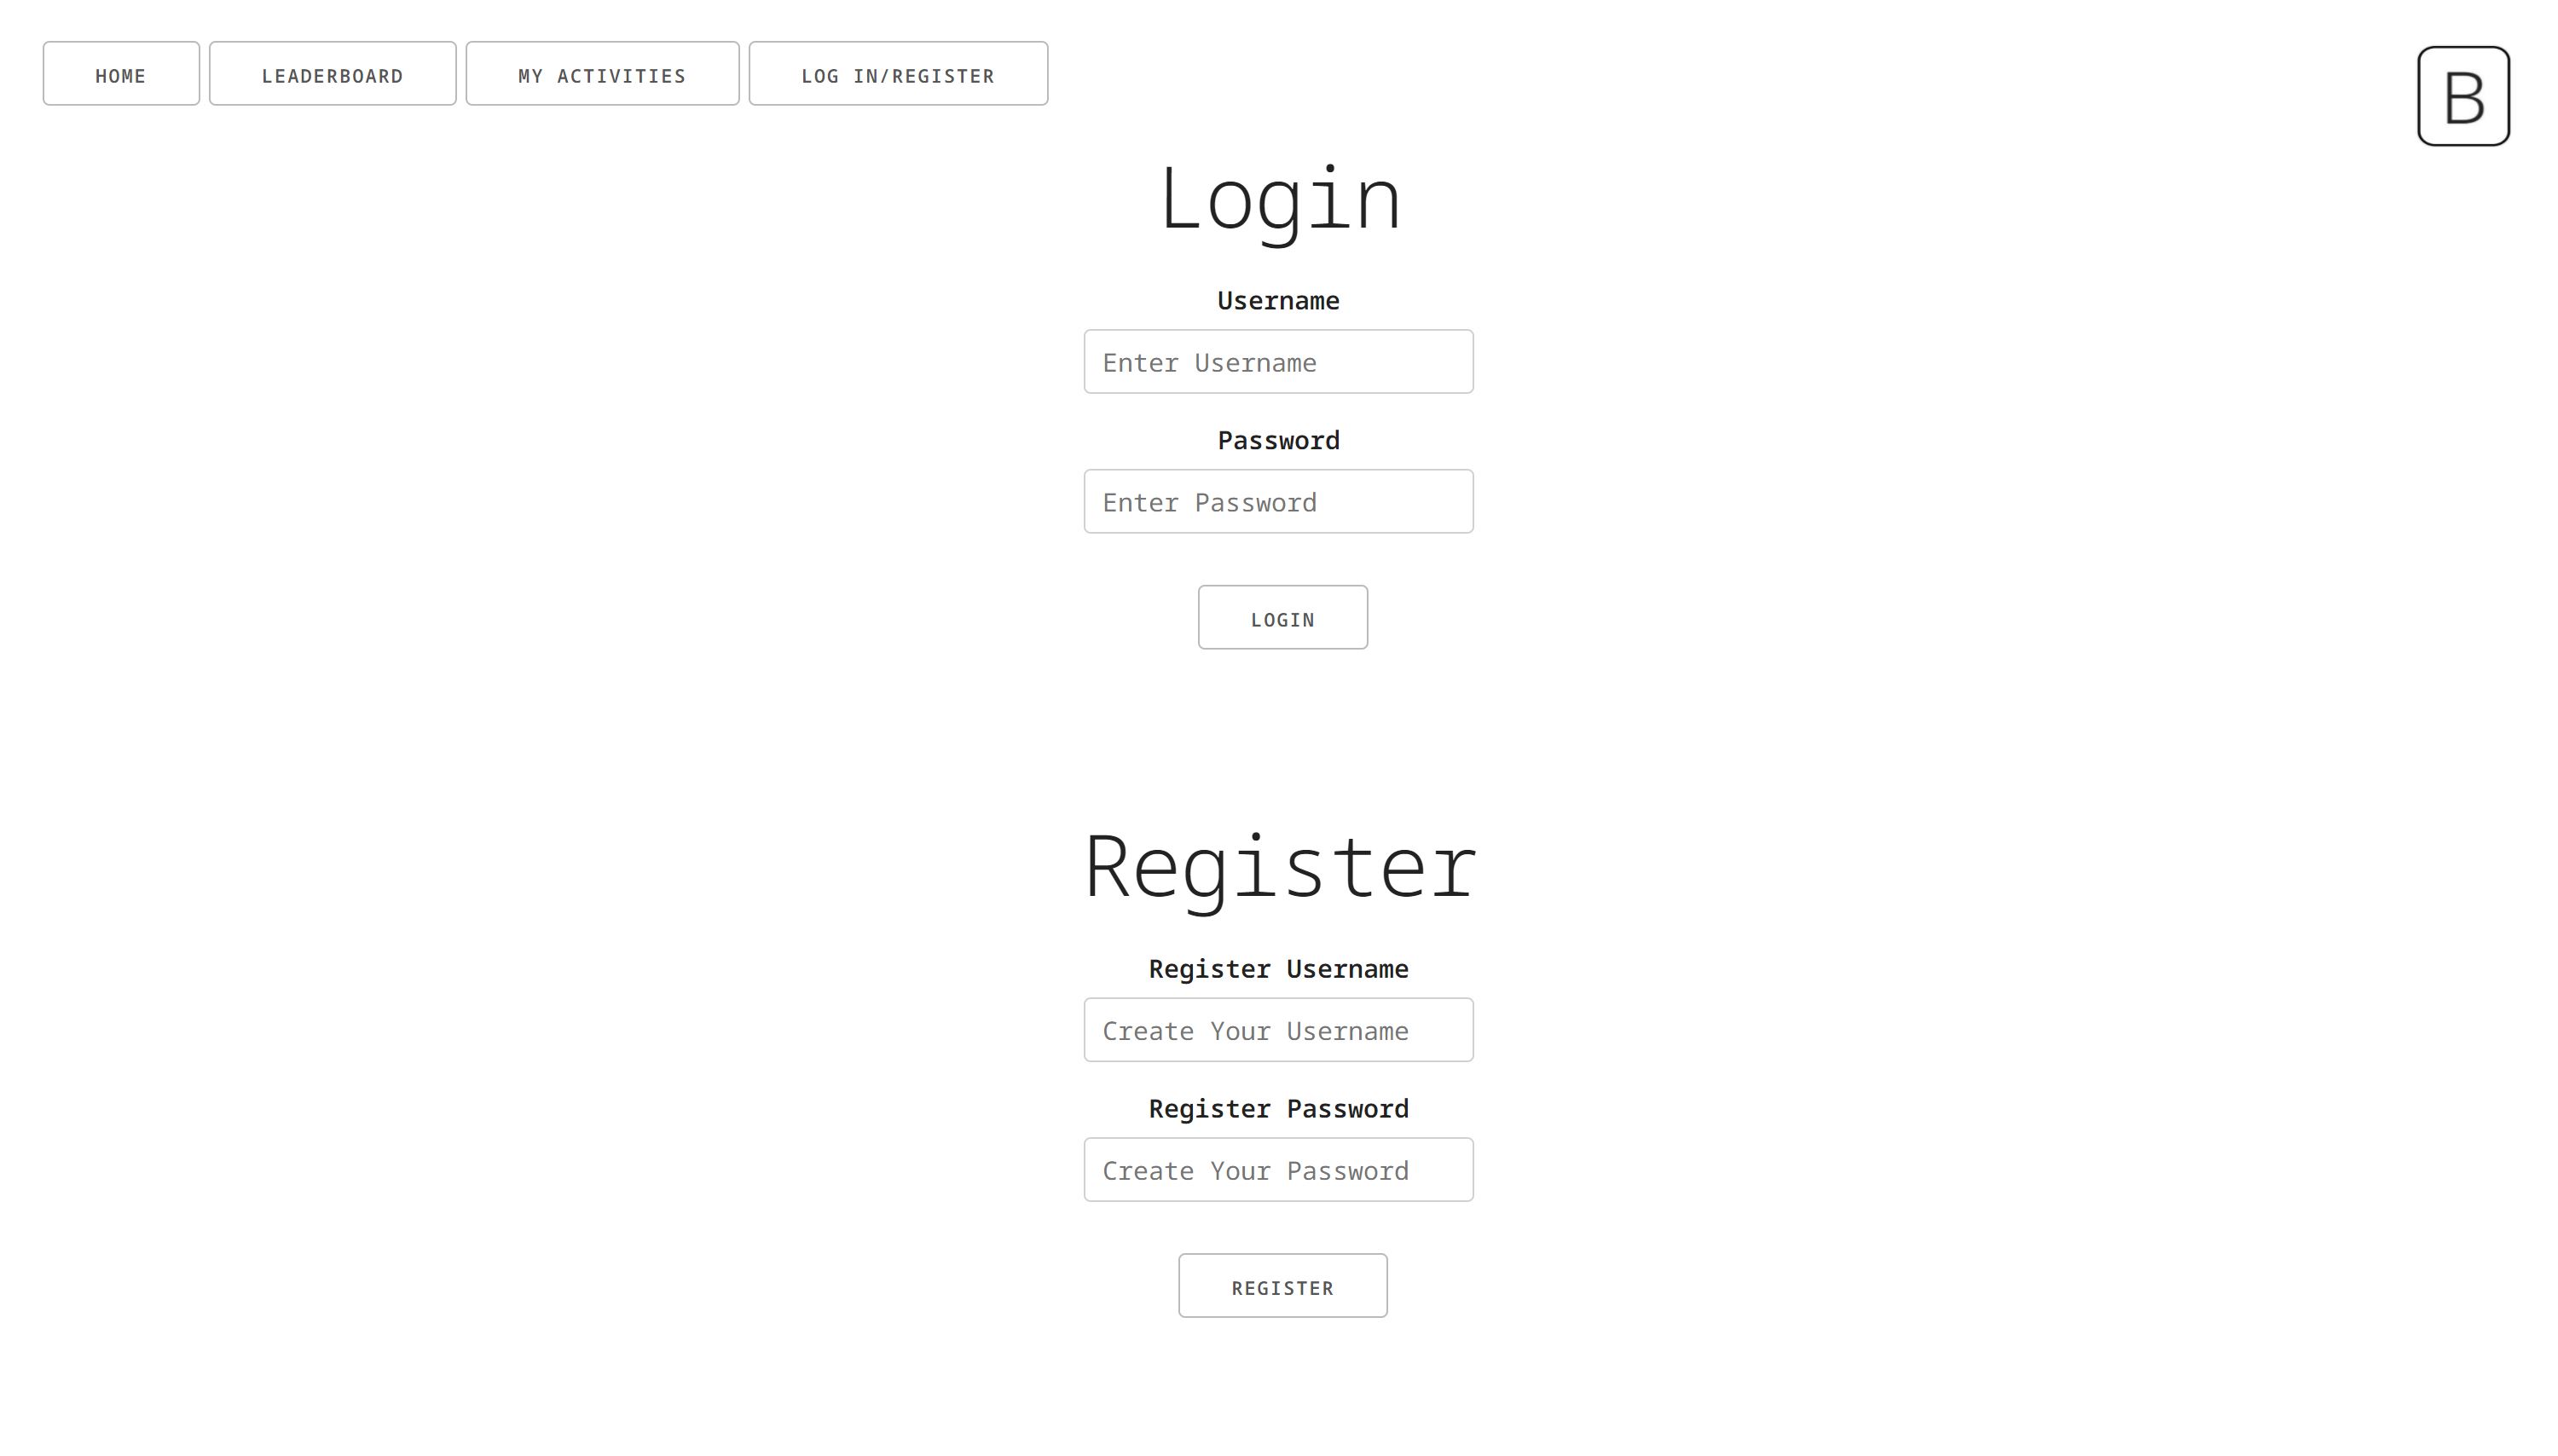 HOME LEADERBOARD MY ACTIVITIES LOG IN/REGISTER
B
Login
Username
Enter Username
Password
Enter Password
LOGIN
Register
Register Username
Create Your Username
Register Password
Create Your Password
REGISTER